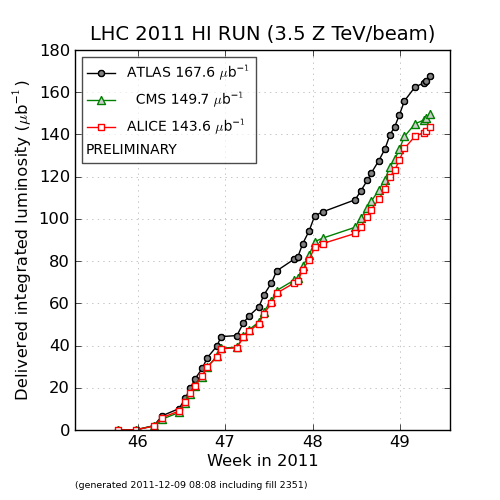 LHC 2011 HI RUN (3.5 Z TeV/beam)
Delivered integrated luminosity (μb⁻¹)
180
160
140
120
100
80
60
40
20
0
ATLAS 167.6 μb⁻¹
CMS 149.7 μb⁻¹
ALICE 143.6 μb⁻¹
PRELIMINARY
46 47 48 49
Week in 2011
(generated 2011-12-09 08:08 including fill 2351)